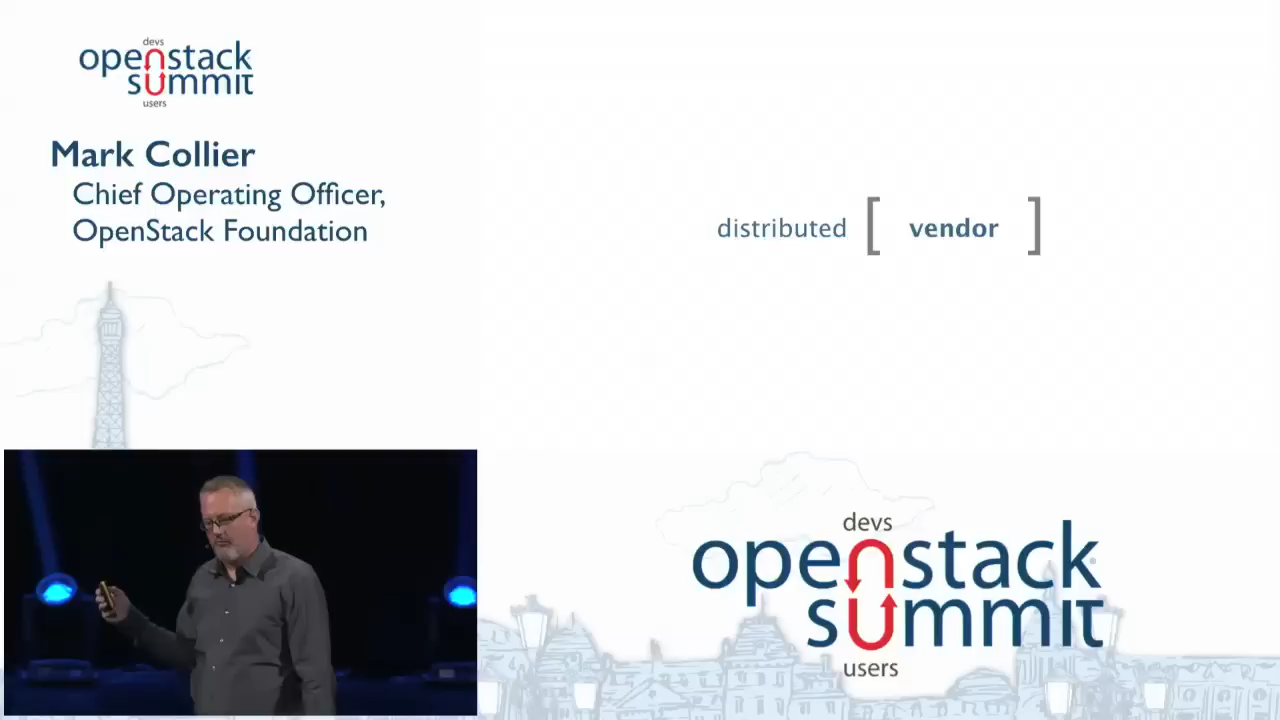 devs
openstack
summit
users
Mark Collier
Chief Operating Officer,
OpenStack Foundation
distributed [ vendor ]
devs
openstack
summit
users